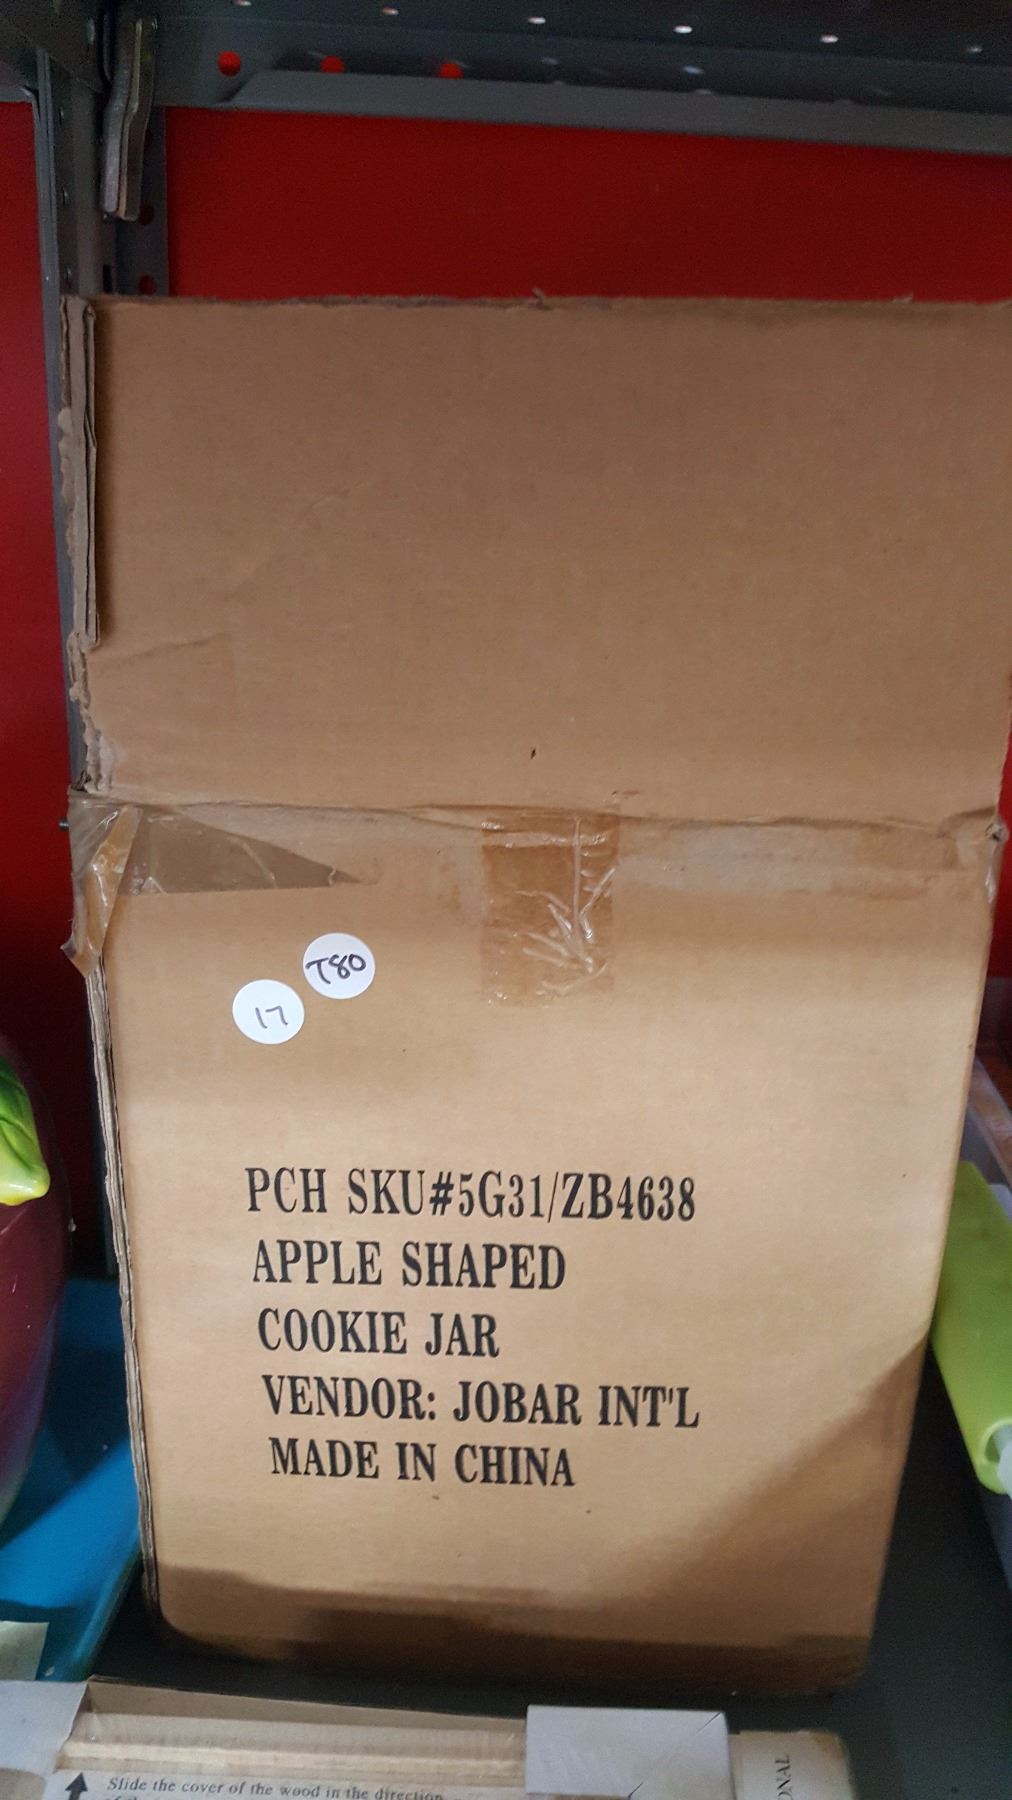 T80
17
PCH SKU#5G31/ZB4638
APPLE SHAPED
COOKIE JAR
VENDOR: JOBAR INT'L
MADE IN CHINA
Slide the cover of the wood in the direction